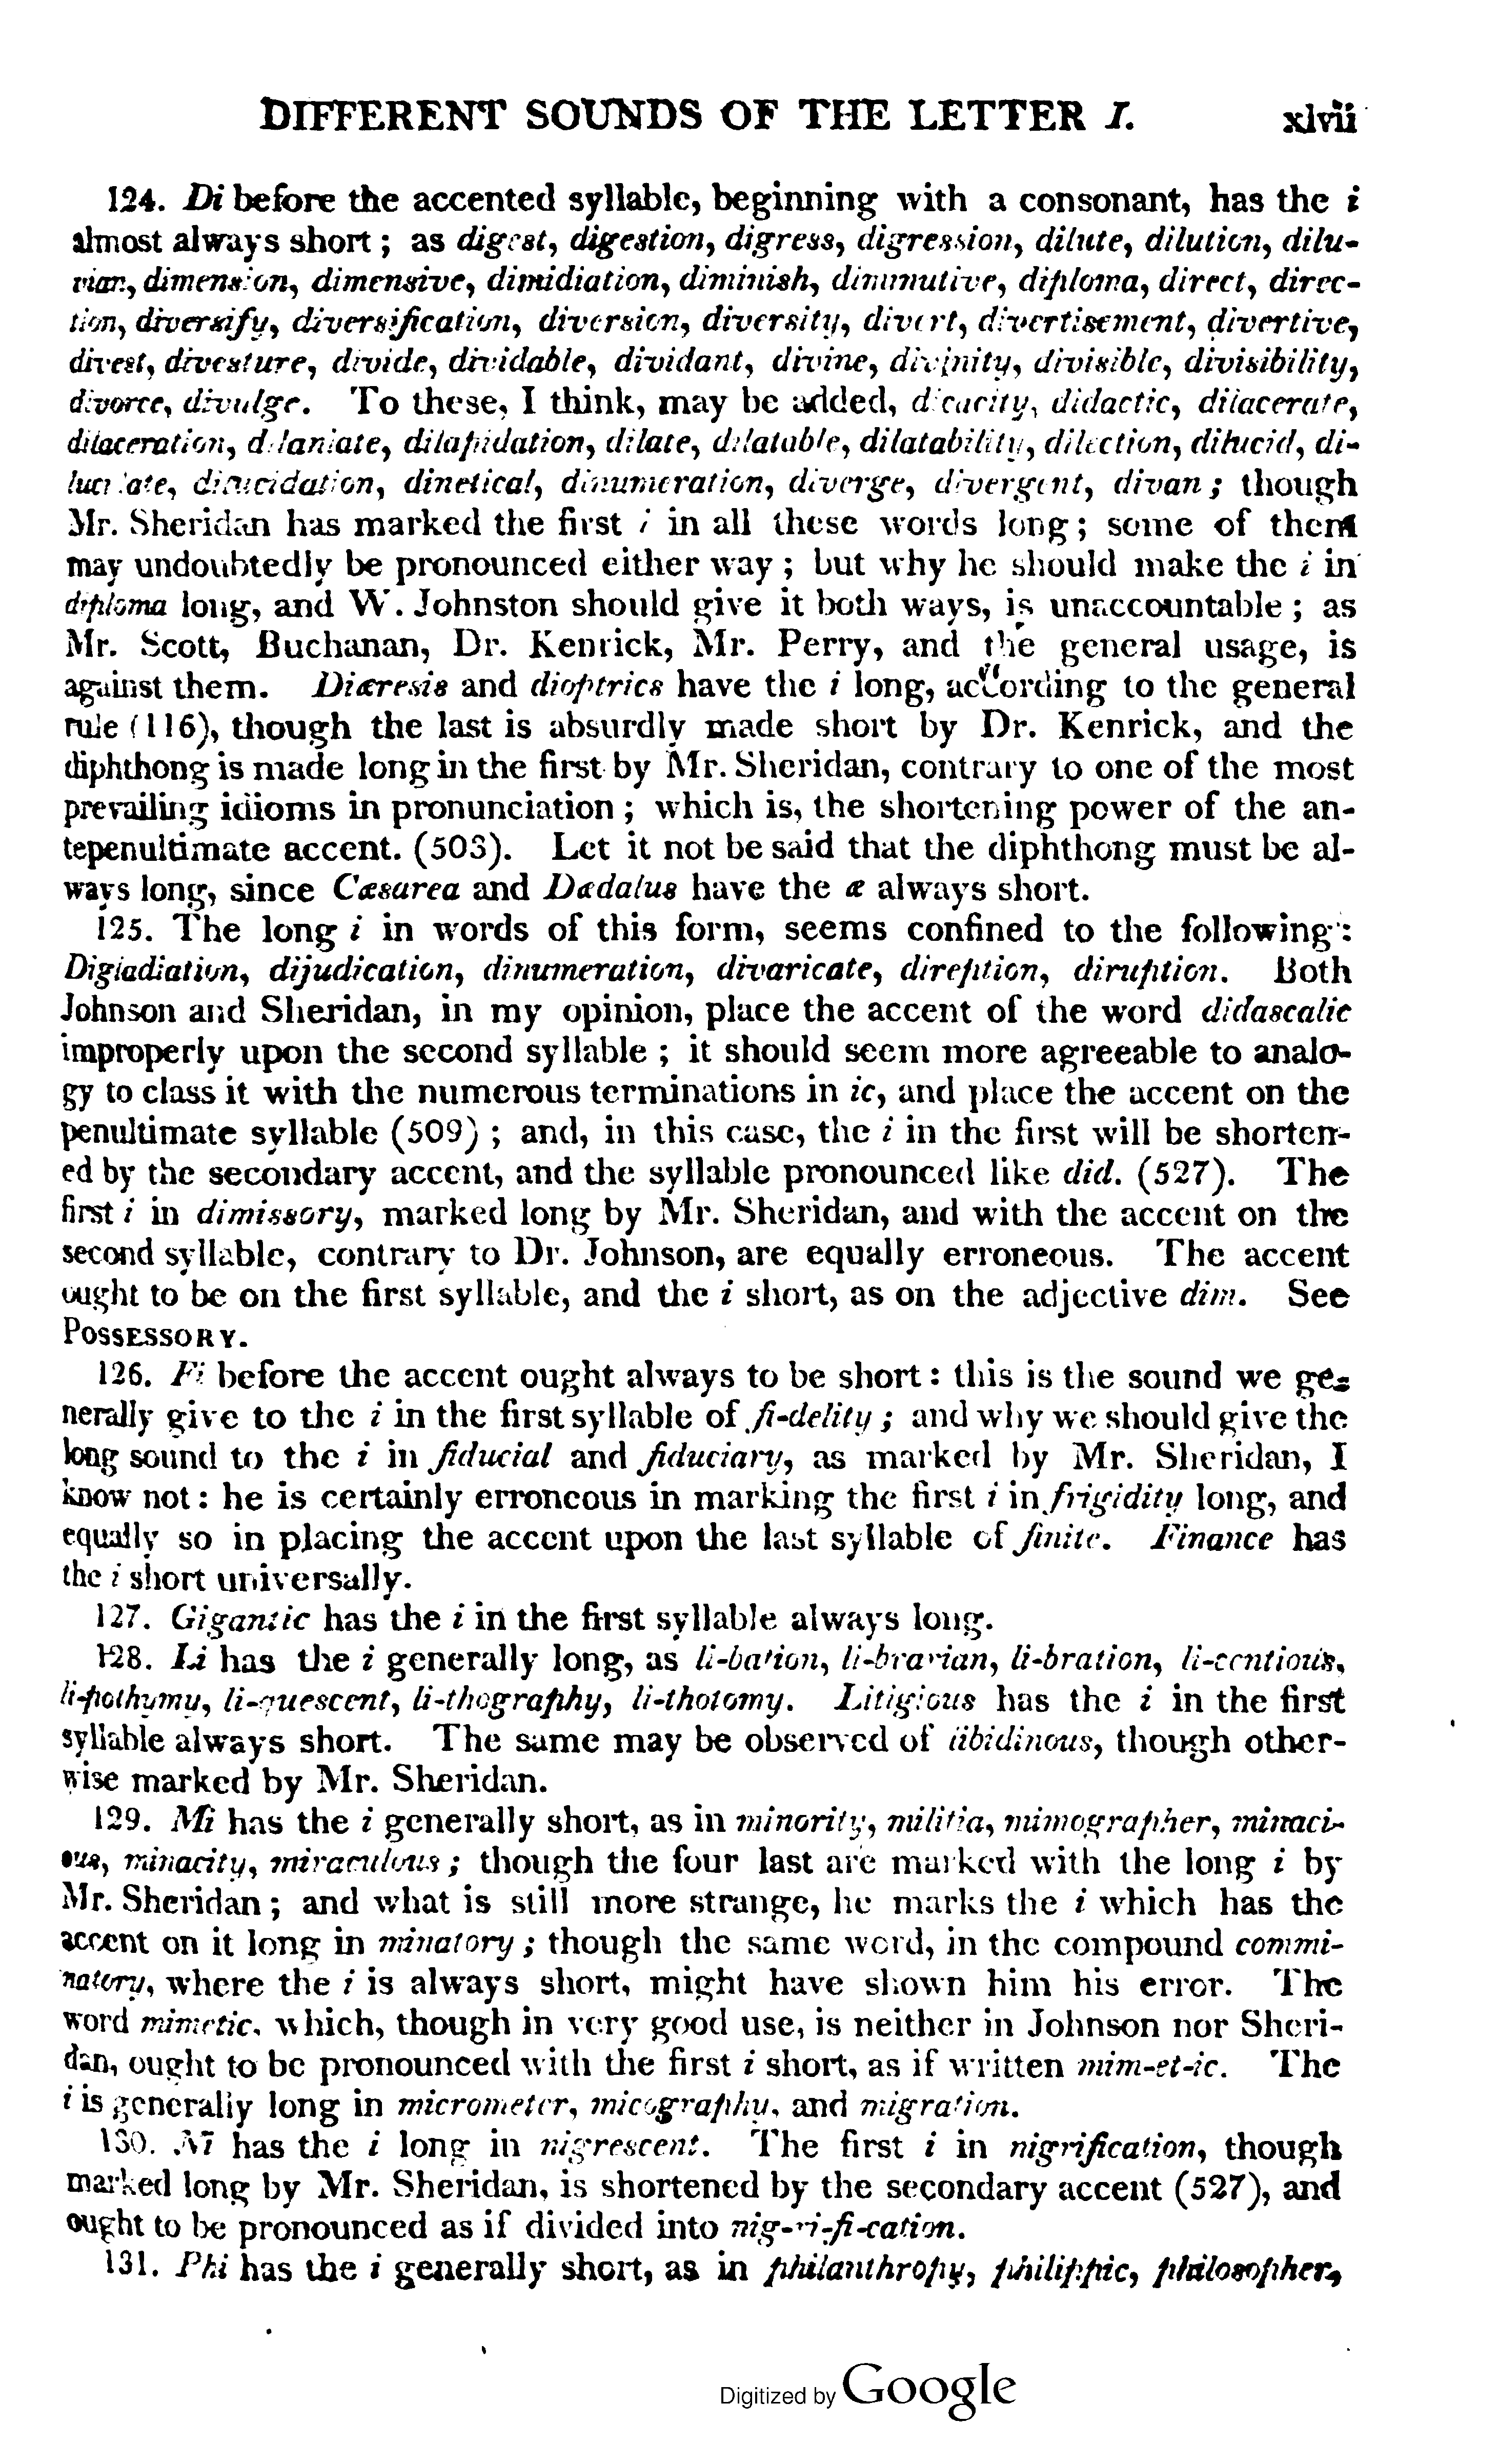 DIFFERENT SOUNDS OF THE LETTER I. xlvii
124. Di before the accented syllable, beginning with a consonant, has the i
almost always short ; as digest, digestion, digress, digression, dilute, dilution, dilu-
vian, dimension, dimensive, dimidiation, diminish, diminutive, diploma, direct, direc-
tion, diversify, diversification, diversion, diversity, divert, divertisement, divertive,
divest, divesture, divide, dividable, dividant, divine, divinity, divisible, divisibility,
divorce, divulge. To these, I think, may be added, dicacity, didactic, dilacerate,
dilaceration, dilaniate, dilapidation, dilate, dilatable, dilatability, dilection, dilucid, di-
lucidate, dilucidation, dinetical, dinumeration, diverge, divergent, divan ; though
Mr. Sheridan has marked the first i in all these words long ; some of them
may undoubtedly be pronounced either way ; but why he should make the i in
diploma long, and W. Johnston should give it both ways, is unaccountable ; as
Mr. Scott, Buchanan, Dr. Kenrick, Mr. Perry, and the general usage, is
against them. Diæresis and dioptrics have the i long, according to the general
rule (116), though the last is absurdly made short by Dr. Kenrick, and the
diphthong is made long in the first by Mr. Sheridan, contrary to one of the most
prevailing idioms in pronunciation ; which is, the shortening power of the an-
tepenultimate accent. (503). Let it not be said that the diphthong must be al-
ways long, since Cæsarea and Dædalus have the æ always short.
125. The long i in words of this form, seems confined to the following :
Digladiation, dijudication, dinumeration, divaricate, direption, diruption. Both
Johnson and Sheridan, in my opinion, place the accent of the word didascalic
improperly upon the second syllable ; it should seem more agreeable to analo-
gy to class it with the numerous terminations in ic, and place the accent on the
penultimate syllable (509) ; and, in this case, the i in the first will be shorten-
ed by the secondary accent, and the syllable pronounced like did. (527). The
first i in dimissory, marked long by Mr. Sheridan, and with the accent on the
second syllable, contrary to Dr. Johnson, are equally erroneous. The accent
ought to be on the first syllable, and the i short, as on the adjective dim. See
POSSESSORY.
126. Fi before the accent ought always to be short : this is the sound we ge-
nerally give to the i in the first syllable of fi-delity ; and why we should give the
long sound to the i in fiducial and fiduciary, as marked by Mr. Sheridan, I
know not : he is certainly erroneous in marking the first i in frigidity long, and
equally so in placing the accent upon the last syllable of finite. Finance has
the i short universally.
127. Gigantic has the i in the first syllable always long.
128. Li has the i generally long, as li-bation, li-brarian, li-bration, li-centious,
li-pothymy, li-quescent, li-thography, li-thotomy. Litigious has the i in the first
syllable always short. The same may be observed of libidinous, though other-
wise marked by Mr. Sheridan.
129. Mi has the i generally short, as in minority, militia, mimographer, minaci-
ous, minacity, miraculous ; though the four last are marked with the long i by
Mr. Sheridan ; and what is still more strange, he marks the i which has the
accent on it long in minatory ; though the same word, in the compound commi-
natory, where the i is always short, might have shown him his error. The
word mimetic, which, though in very good use, is neither in Johnson nor Sheri-
dan, ought to be pronounced with the first i short, as if written mim-et-ic. The
i is generally long in micrometer, micography, and migration.
130. Ni has the i long in nigrescent. The first i in nigrification, though
marked long by Mr. Sheridan, is shortened by the secondary accent (527), and
ought to be pronounced as if divided into nig-ri-fi-cation.
131. Phi has the i generally short, as in philanthropy, philippic, philosopher,
Digitized by Google